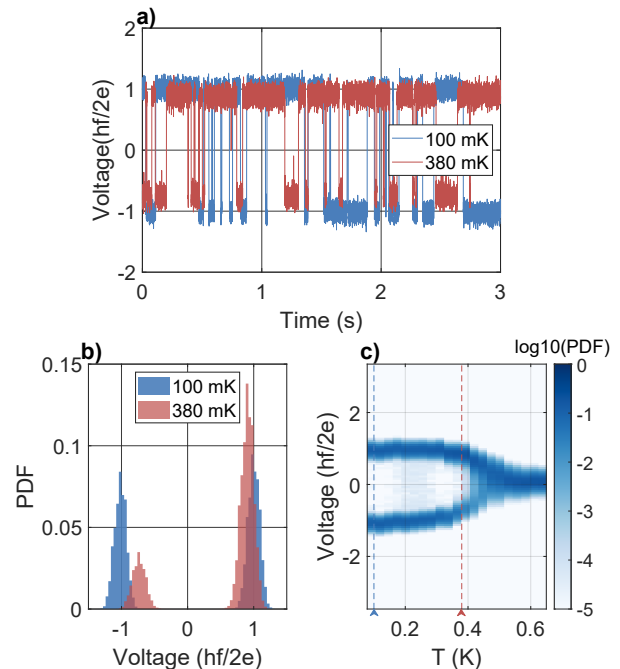 a)
2
1
0
-1
-2
Voltage(hf/2e)
100 mK
380 mK
0
1
2
3
Time (s)
b)
0.15
0.1
0.05
0
PDF
100 mK
380 mK
-1
0
1
Voltage (hf/2e)
c)
log10(PDF)
2
0
-2
Voltage (hf/2e)
0.2
0.4
0.6
T (K)
0
-1
-2
-3
-4
-5